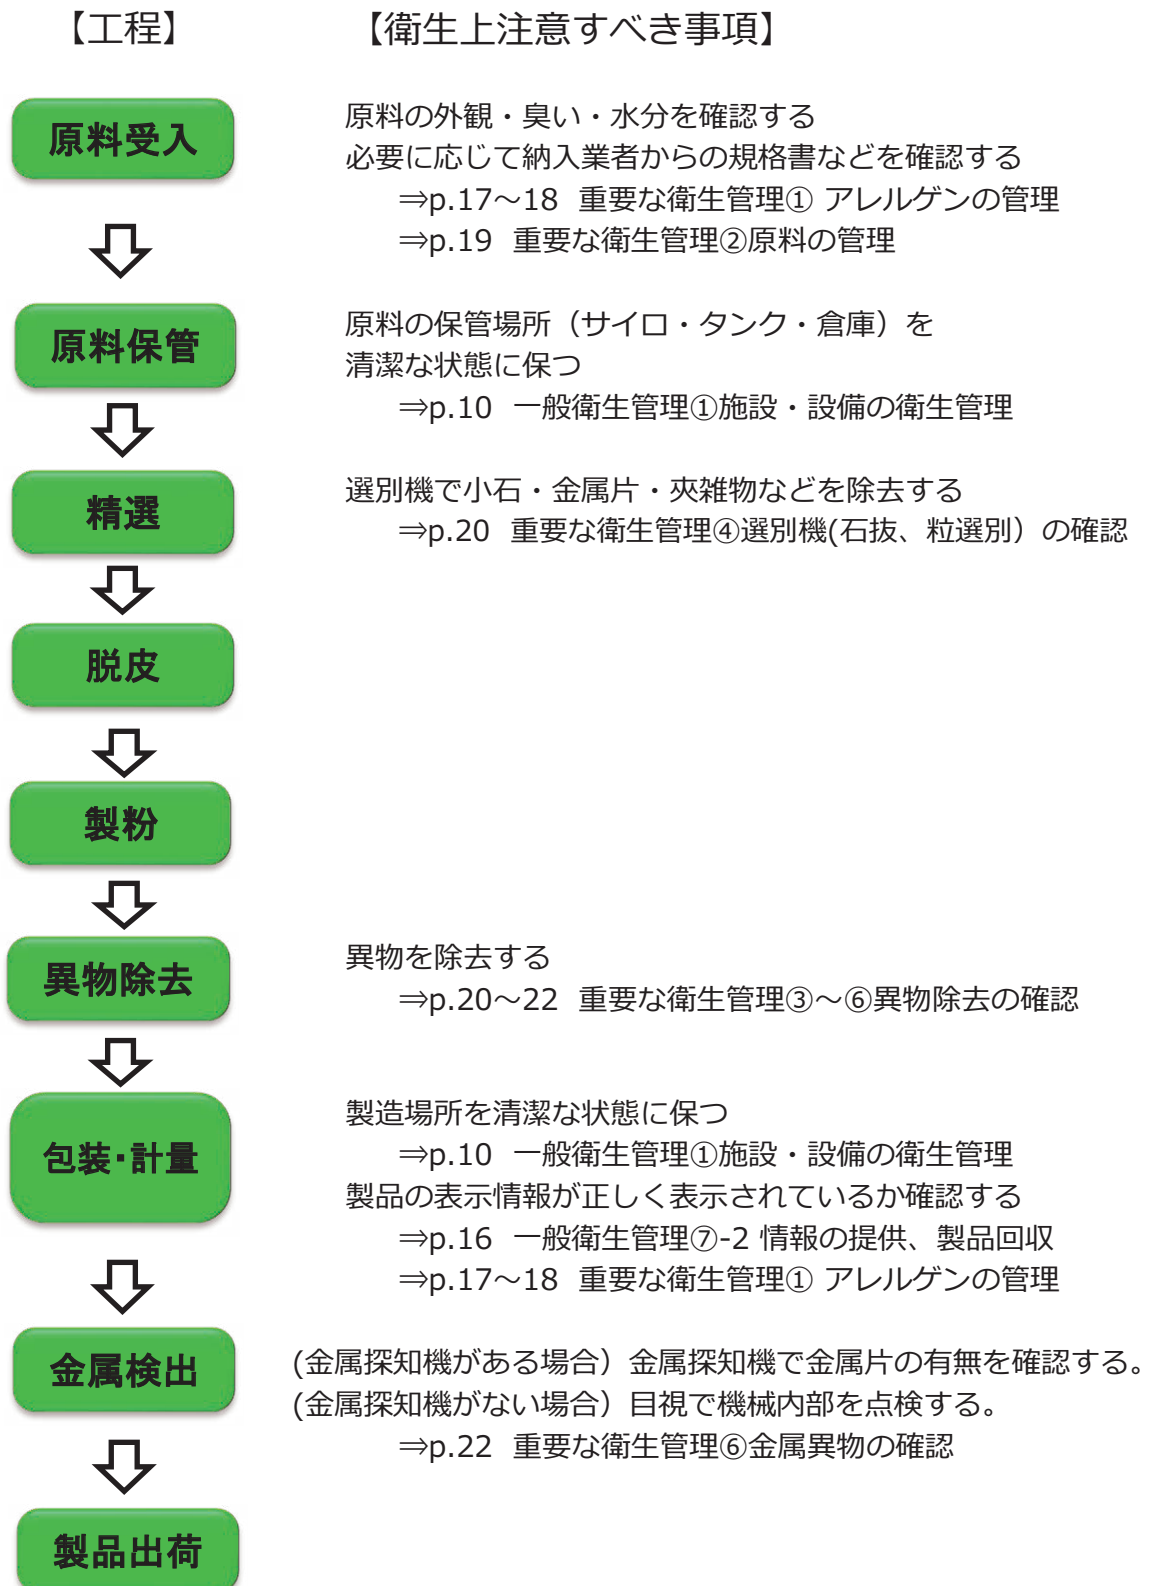 【工程】 【衛生上注意すべき事項】
原料受入
原料の外観・臭い・水分を確認する
必要に応じて納入業者からの規格書などを確認する
⇒p.17～18 重要な衛生管理① アレルゲンの管理
⇒p.19 重要な衛生管理②原料の管理
原料保管
原料の保管場所（サイロ・タンク・倉庫）を
清潔な状態に保つ
⇒p.10 一般衛生管理①施設・設備の衛生管理
精選
選別機で小石・金属片・夾雑物などを除去する
⇒p.20 重要な衛生管理④選別機(石抜、粒選別）の確認
脱皮
製粉
異物除去
異物を除去する
⇒p.20～22 重要な衛生管理③～⑥異物除去の確認
包装・計量
製造場所を清潔な状態に保つ
⇒p.10 一般衛生管理①施設・設備の衛生管理
製品の表示情報が正しく表示されているか確認する
⇒p.16 一般衛生管理⑦-2 情報の提供、製品回収
⇒p.17～18 重要な衛生管理① アレルゲンの管理
金属検出
(金属探知機がある場合）金属探知機で金属片の有無を確認する。
(金属探知機がない場合）目視で機械内部を点検する。
⇒p.22 重要な衛生管理⑥金属異物の確認
製品出荷